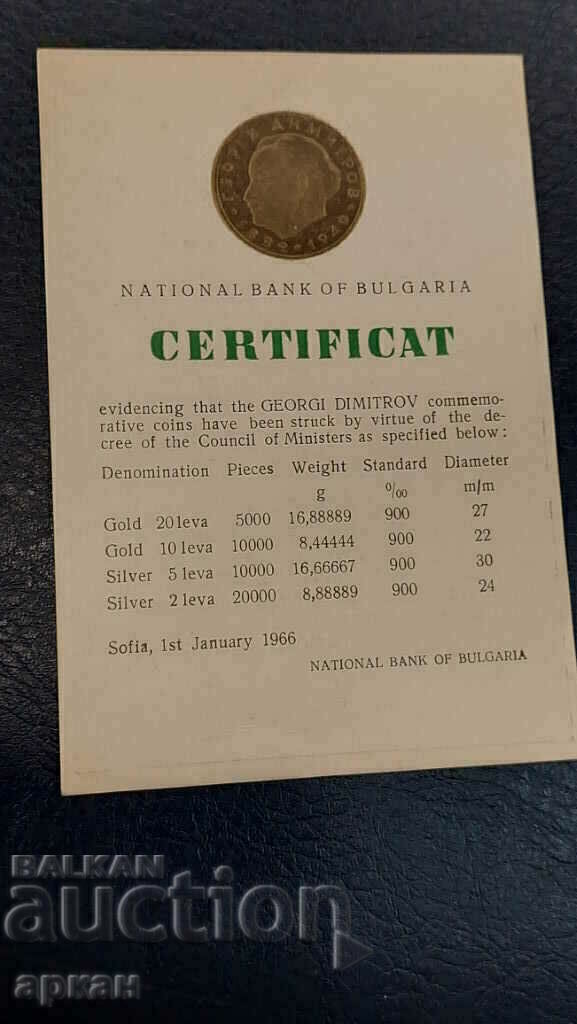 ГЕОРГИ ДИМИТРОВ
1882 • 1949
NATIONAL BANK OF BULGARIA
CERTIFICAT
evidencing that the GEORGI DIMITROV commemo-
rative coins have been struck by virtue of the de-
cree of the Council of Ministers as specified below:
Denomination Pieces Weight Standard Diameter
g 0/00 m/m
Gold 20 leva 5000 16,88889 900 27
Gold 10 leva 10000 8,44444 900 22
Silver 5 leva 10000 16,66667 900 30
Silver 2 leva 20000 8,88889 900 24
Sofia, 1st January 1966
NATIONAL BANK OF BULGARIA
BALKAN
auction
аркан